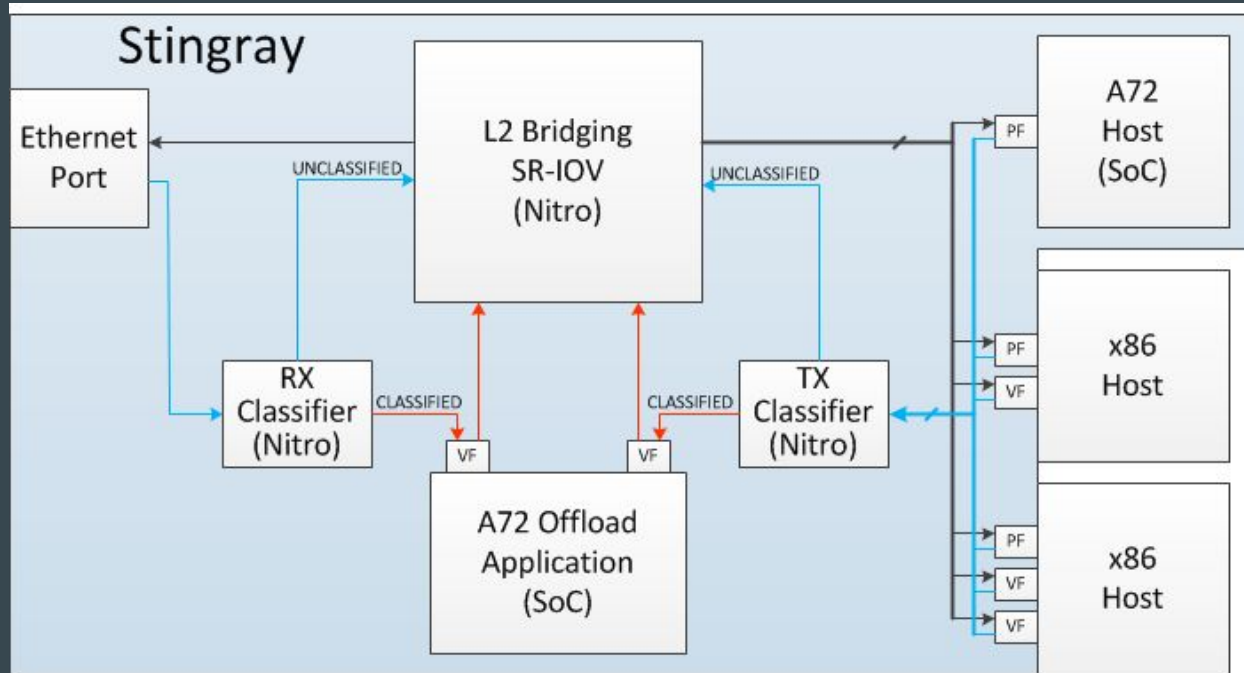 Stingray
Ethernet
Port
L2 Bridging
SR-IOV
(Nitro)
UNCLASSIFIED
UNCLASSIFIED
PF
A72
Host
(SoC)
RX
Classifier
(Nitro)
CLASSIFIED
CLASSIFIED
TX
Classifier
(Nitro)
VF
VF
A72 Offload
Application
(SoC)
PF
VF
x86
Host
PF
VF
VF
x86
Host